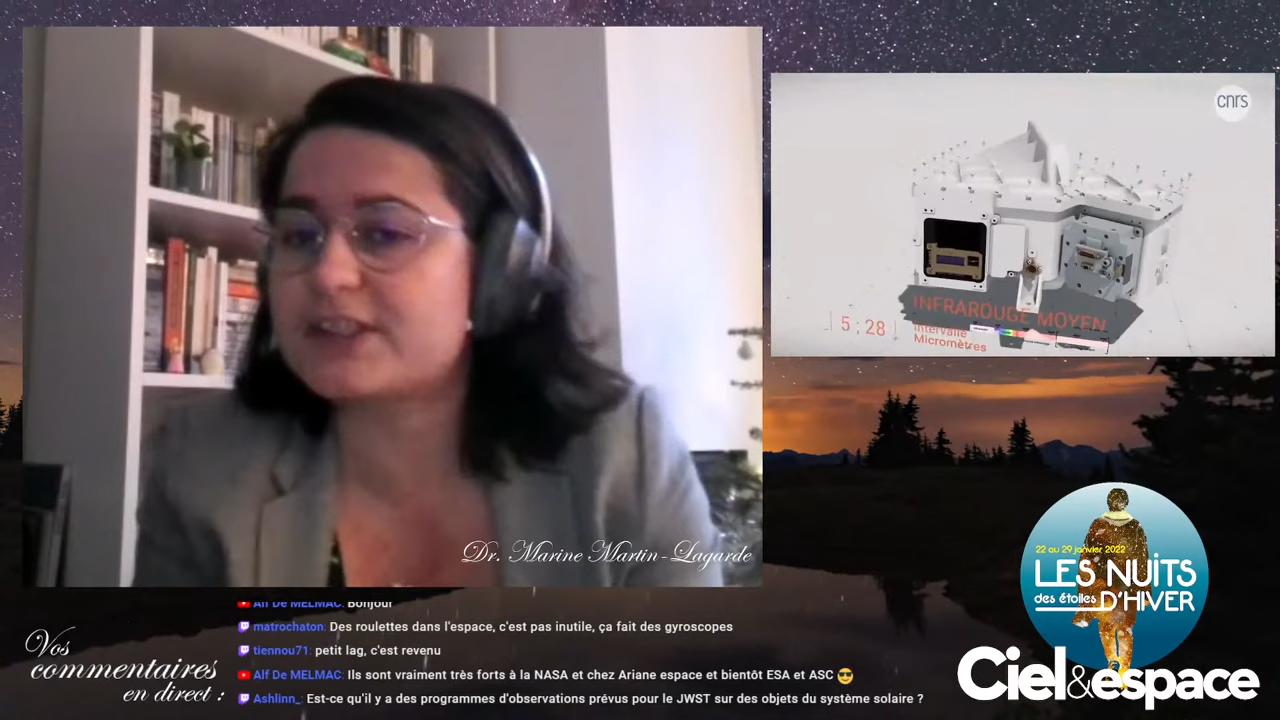 cnrs
INFRAROUGE MOYEN
5 : 28
Intervalle
Micromètres
Dr. Marine Martin-Lagarde
22 au 29 janvier 2022
LES NUITS
des étoiles D'HIVER
Ciel&espace
Vos
commentaires
en direct :
Alf De MELMAC: Bonjour
matrochaton: Des roulettes dans l'espace, c'est pas inutile, ça fait des gyroscopes
tiennou71: petit lag, c'est revenu
Alf De MELMAC: Ils sont vraiment très forts à la NASA et chez Ariane espace et bientôt ESA et ASC 😎
Ashlinn_: Est-ce qu'il y a des programmes d'observations prévus pour le JWST sur des objets du système solaire ?